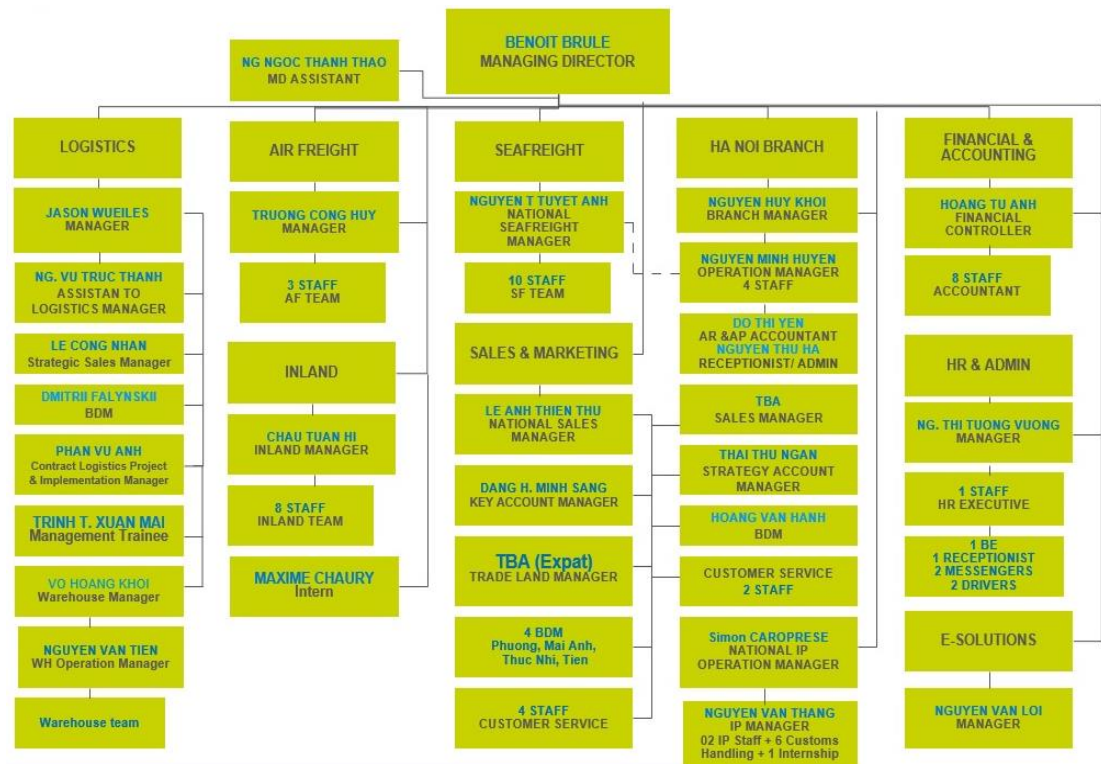 BENOIT BRULE
MANAGING DIRECTOR
NG NGOC THANH THAO
MD ASSISTANT
LOGISTICS
JASON WUEILES
MANAGER
NG. VU TRUC THANH
ASSISTAN TO
LOGISTICS MANAGER
LE CONG NHAN
Strategic Sales Manager
DMITRII FALYNSKII
BDM
PHAN VU ANH
Contract Logistics Project
& Implementation Manager
TRINH T. XUAN MAI
Management Trainee
VO HOANG KHOI
Warehouse Manager
NGUYEN VAN TIEN
WH Operation Manager
Warehouse team
AIR FREIGHT
TRUONG CONG HUY
MANAGER
3 STAFF
AF TEAM
INLAND
CHAU TUAN HI
INLAND MANAGER
8 STAFF
INLAND TEAM
MAXIME CHAURY
Intern
SEAFREIGHT
NGUYEN T TUYET ANH
NATIONAL
SEAFREIGHT
MANAGER
10 STAFF
SF TEAM
SALES & MARKETING
LE ANH THIEN THU
NATIONAL SALES
MANAGER
DANG H. MINH SANG
KEY ACCOUNT MANAGER
TBA (Expat)
TRADE LAND MANAGER
4 BDM
Phuong, Mai Anh,
Thuc Nhi, Tien
4 STAFF
CUSTOMER SERVICE
HA NOI BRANCH
NGUYEN HUY KHOI
BRANCH MANAGER
NGUYEN MINH HUYEN
OPERATION MANAGER
4 STAFF
DO THI YEN
AR &AP ACCOUNTANT
NGUYEN THU HA
RECEPTIONIST/ ADMIN
TBA
SALES MANAGER
THAI THU NGAN
STRATEGY ACCOUNT
MANAGER
HOANG VAN HANH
BDM
CUSTOMER SERVICE
2 STAFF
Simon CAROPRESE
NATIONAL IP
OPERATION MANAGER
NGUYEN VAN THANG
IP MANAGER
02 IP Staff + 6 Customs
Handling + 1 Internship
FINANCIAL &
ACCOUNTING
HOANG TU ANH
FINANCIAL
CONTROLLER
8 STAFF
ACCOUNTANT
HR & ADMIN
NG. THI TUONG VUONG
MANAGER
1 STAFF
HR EXECUTIVE
1 BE
1 RECEPTIONIST
2 MESSENGERS
2 DRIVERS
E-SOLUTIONS
NGUYEN VAN LOI
MANAGER